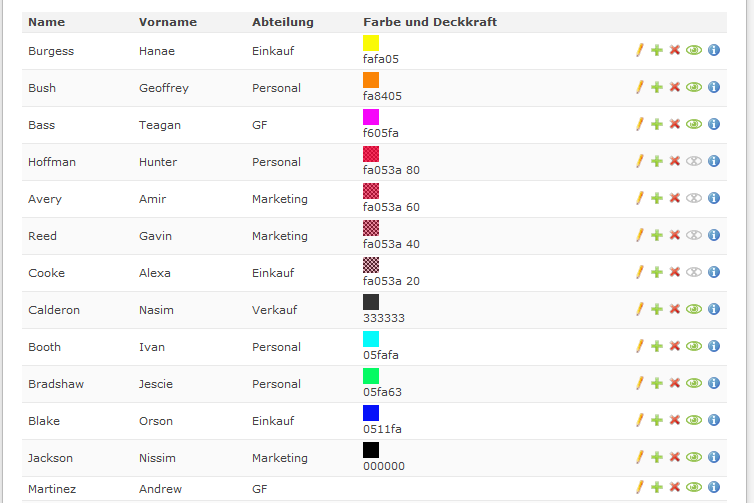 Name Vorname Abteilung Farbe und Deckkraft
Burgess Hanae Einkauf fafa05
Bush Geoffrey Personal fa8405
Bass Teagan GF f605fa
Hoffman Hunter Personal fa053a 80
Avery Amir Marketing fa053a 60
Reed Gavin Marketing fa053a 40
Cooke Alexa Einkauf fa053a 20
Calderon Nasim Verkauf 333333
Booth Ivan Personal 05fafa
Bradshaw Jescie Personal 05fa63
Blake Orson Einkauf 0511fa
Jackson Nissim Marketing 000000
Martinez Andrew GF